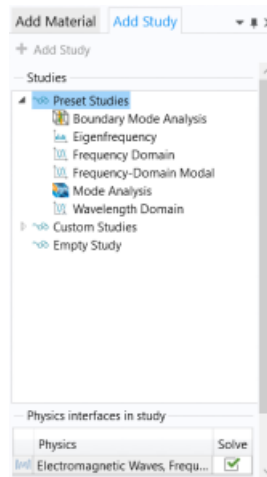 Add Material Add Study
+ Add Study
Studies
Preset Studies
Boundary Mode Analysis
Eigenfrequency
Frequency Domain
Frequency-Domain Modal
Mode Analysis
Wavelength Domain
Custom Studies
Empty Study
Physics interfaces in study
Physics Solve
Electromagnetic Waves, Frequ...